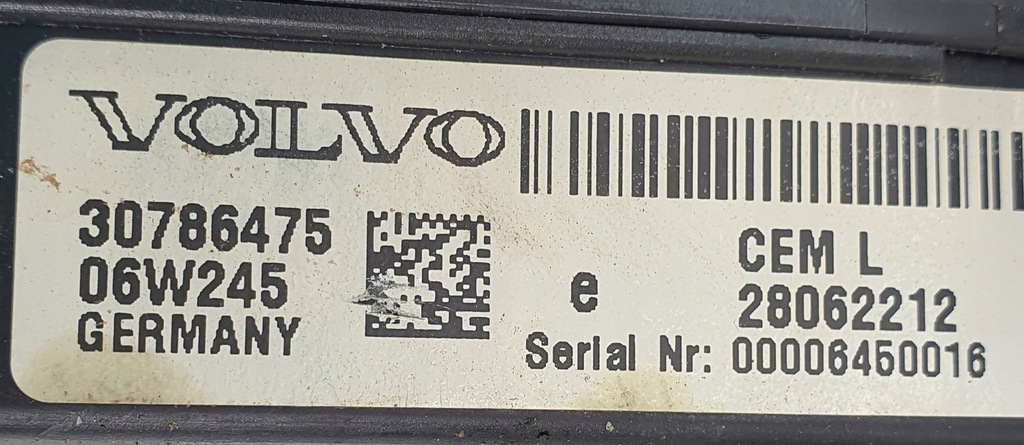 VOLVO
30786475
06W245
GERMANY
e
CEM L
28062212
Serial Nr: 00006450016